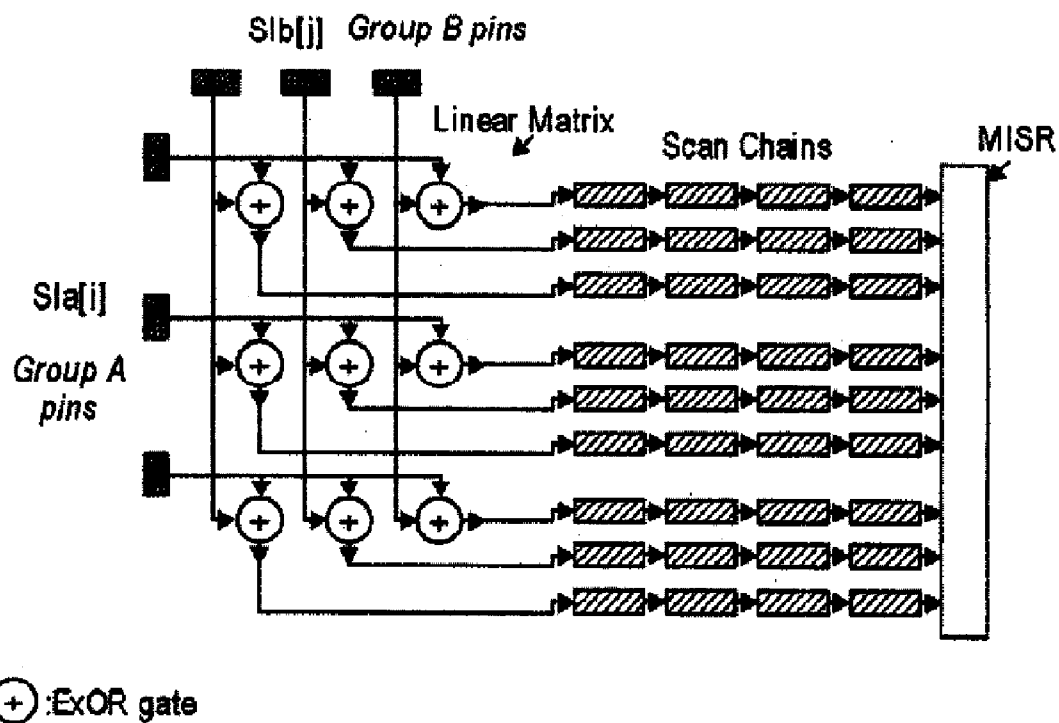 SIb[j] Group B pins
Linear Matrix
Scan Chains
MISR
SIa[i]
Group A
pins
+ + +
+ + +
+ + +
+ :ExOR gate